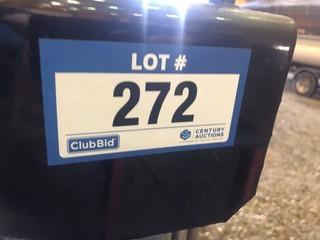 LOT #
272
ClubBid
CENTURY
AUCTIONS